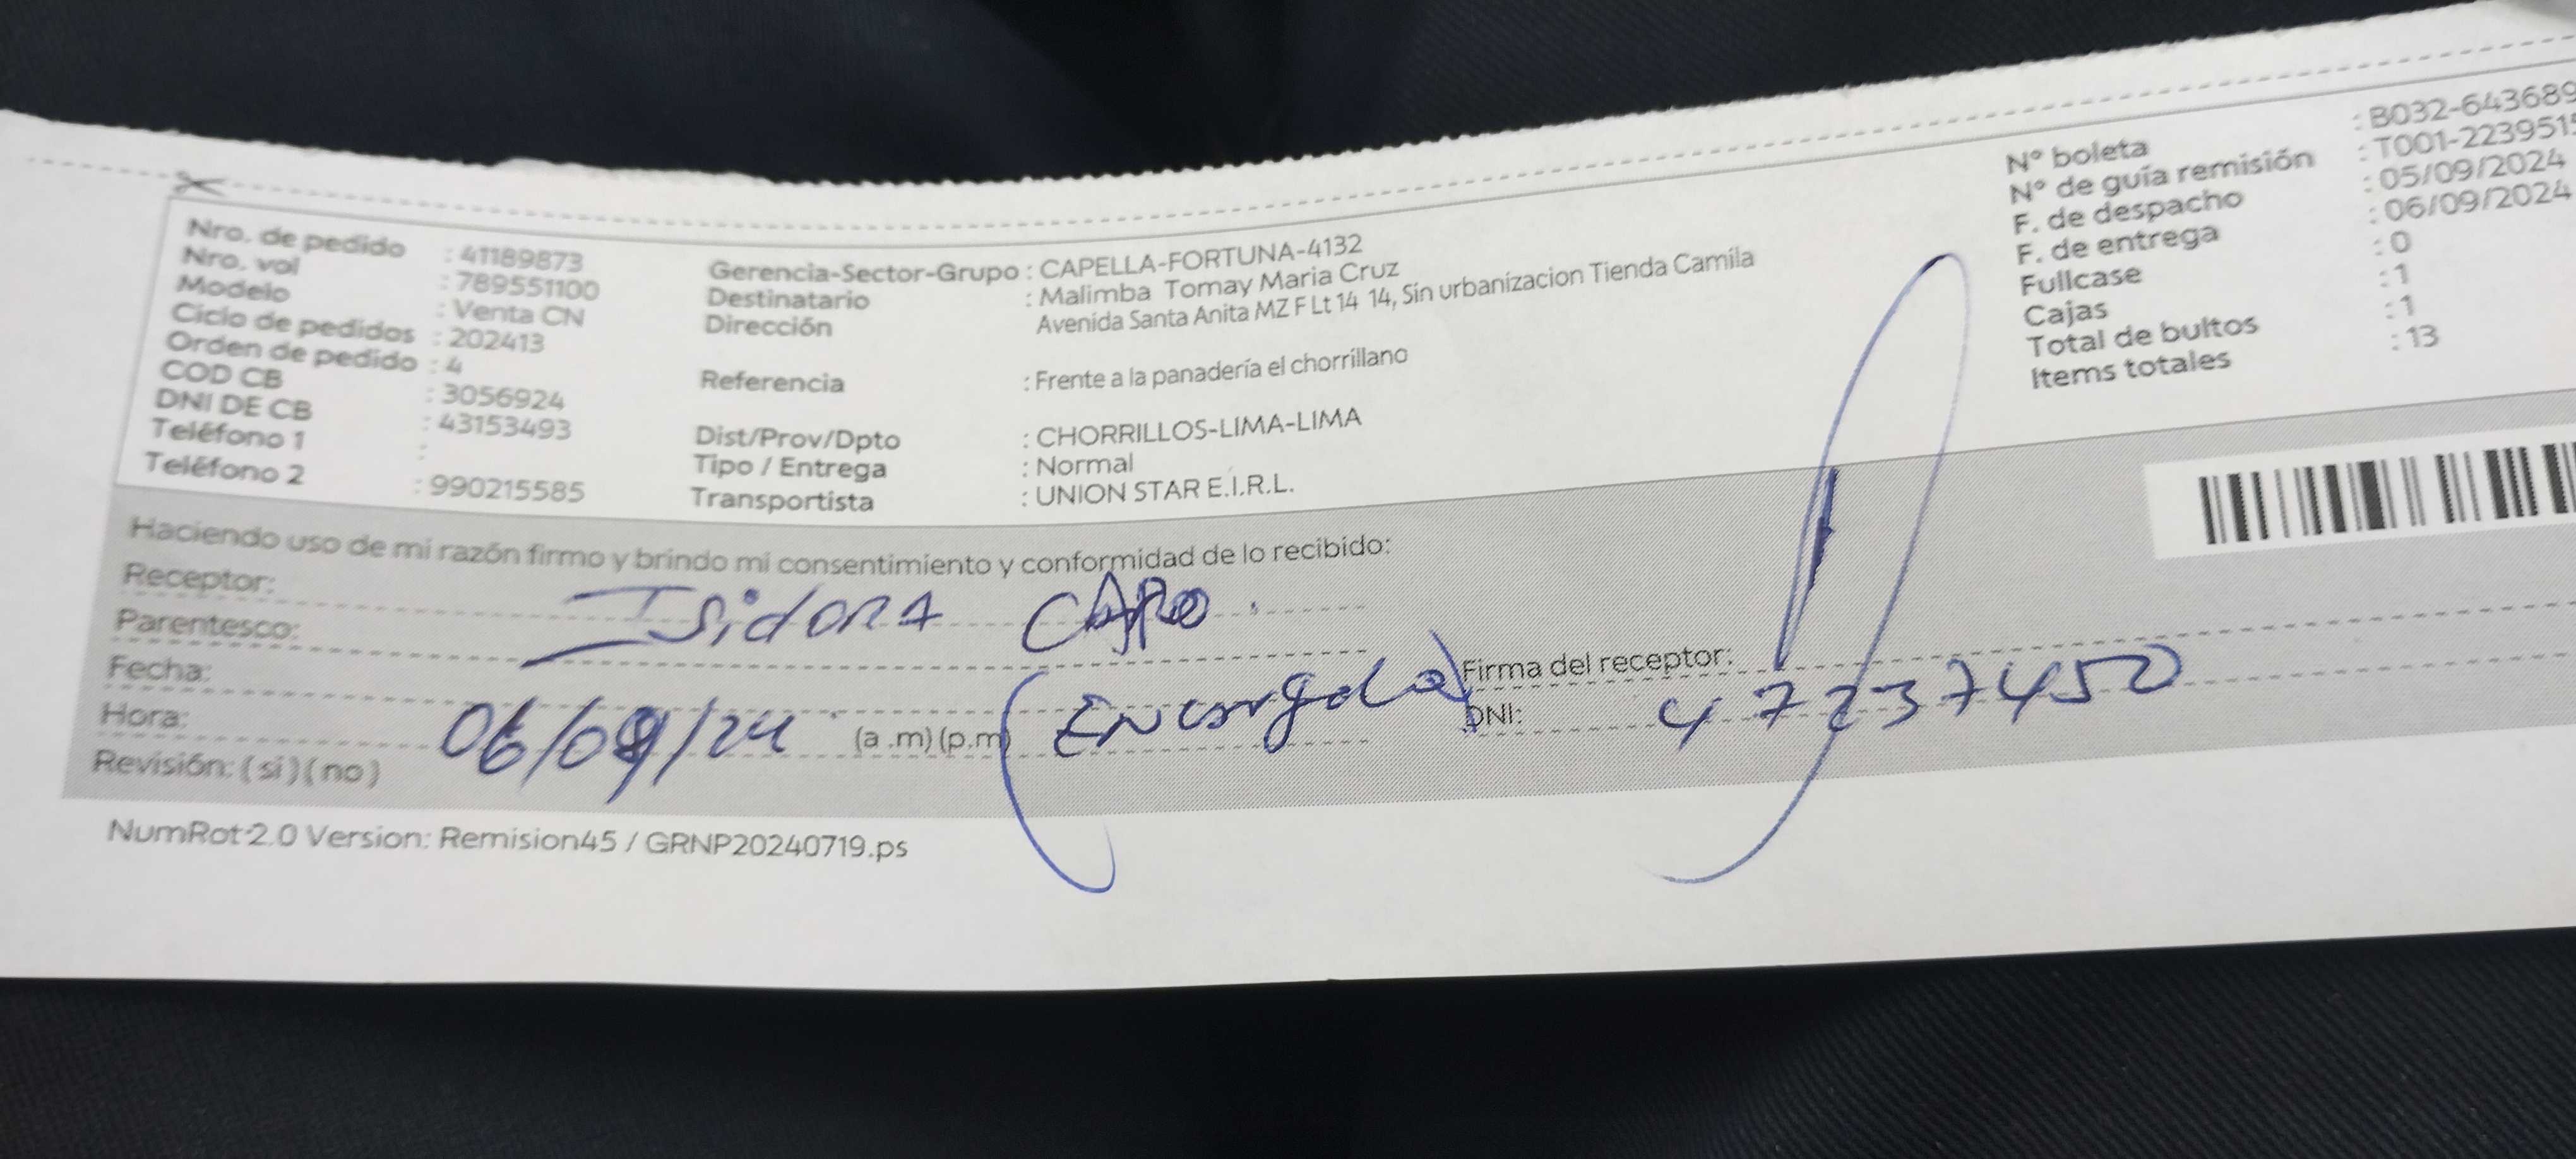 Nro. de pedido : 41189873
Nro. vol : 789551100
Modelo : Venta CN
Ciclo de pedidos : 202413
Orden de pedido : 4
COD CB : 3056924
DNI DE CB : 43153493
Teléfono 1 :
Teléfono 2 : 990215585
Gerencia-Sector-Grupo : CAPELLA-FORTUNA-4132
Destinatario : Malimba Tomay Maria Cruz
Dirección Avenida Santa Anita MZ F Lt 14 14, Sin urbanizacion Tienda Camila
Referencia : Frente a la panadería el chorrillano
Dist/Prov/Dpto : CHORRILLOS-LIMA-LIMA
Tipo / Entrega : Normal
Transportista : UNION STAR E.I.R.L.
N° boleta : B032-643689
N° de guía remisión : T001-2239515
F. de despacho : 05/09/2024
F. de entrega : 06/09/2024
Fullcase : 0
Cajas : 1
Total de bultos : 1
Items totales : 13
Haciendo uso de mi razón firmo y brindo mi consentimiento y conformidad de lo recibido:
Receptor: Isidora
Parentesco:
Fecha: 06/09/24
Hora: (a .m) (p.m) (Encargada)
Revisión: ( si ) ( no )
Firma del receptor:
DNI: 47237450
NumRot-2.0 Version: Remision45 / GRNP20240719.ps